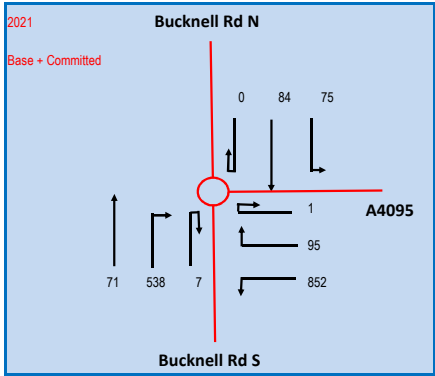 2021
Bucknell Rd N
Base + Committed
0 84 75
1
A4095
95
71 538 7 852
Bucknell Rd S